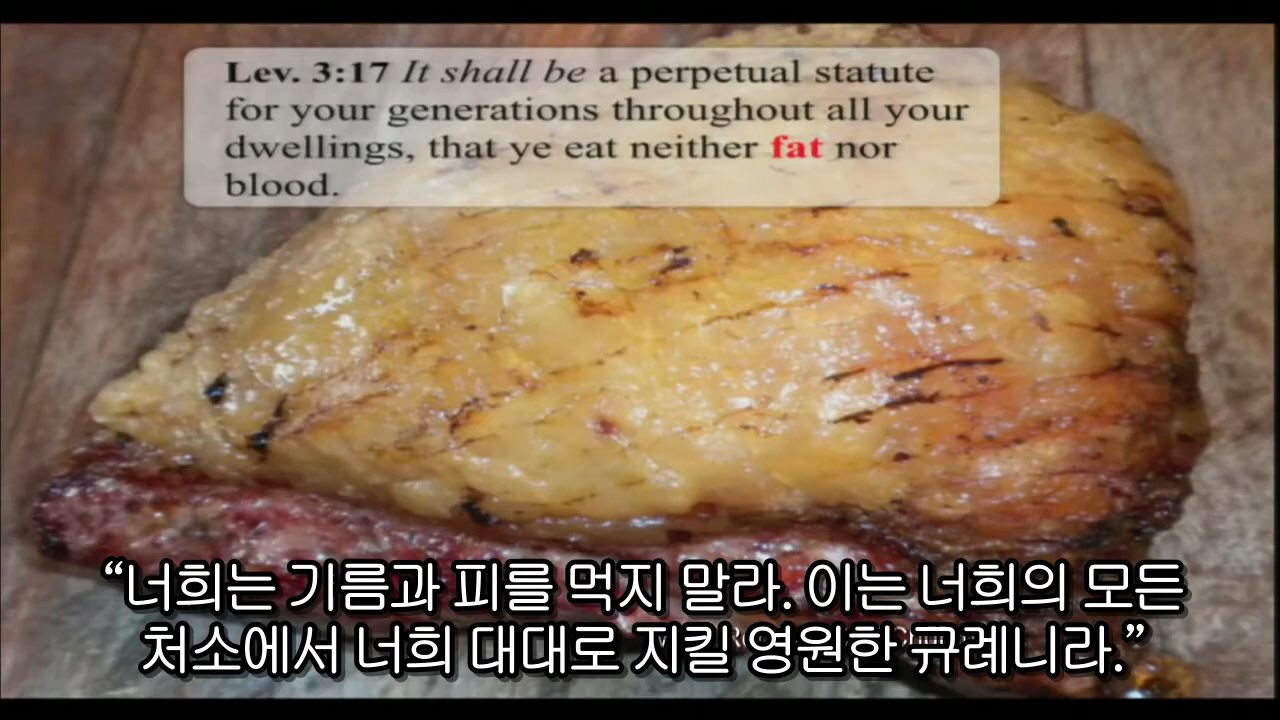 Lev. 3:17 It shall be a perpetual statute
for your generations throughout all your
dwellings, that ye eat neither fat nor
blood.
“너희는 기름과 피를 먹지 말라. 이는 너희의 모든
처소에서 너희 대대로 지킬 영원한 규례니라.”